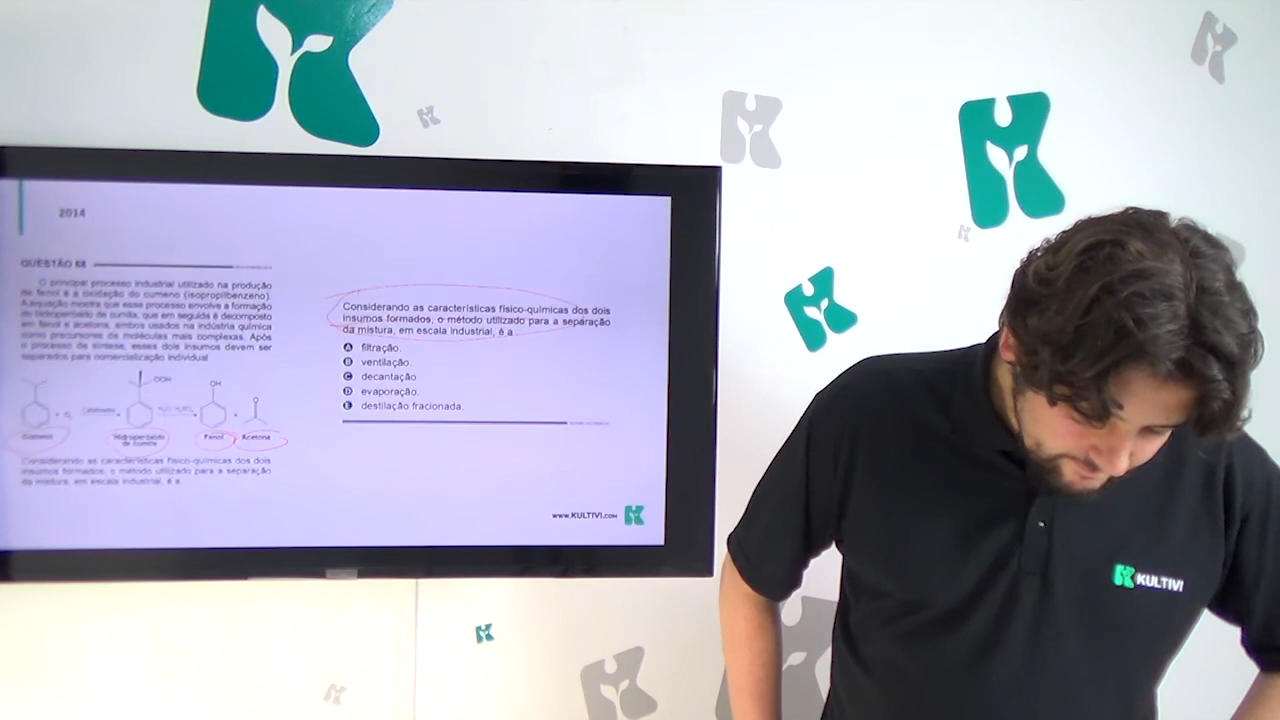 2014
QUESTÃO 68
O principal processo industrial utilizado na produção
de fenol é a oxidação do cumeno (isopropilbenzeno).
A equação mostra que esse processo envolve a formação
do hidroperóxido de cumila, que em seguida é decomposto
em fenol e acetona, ambos usados na indústria química
como precursores de moléculas mais complexas. Após
o processo de síntese, esses dois insumos devem ser
separados para comercialização individual
OOH
OH
O
+ O₂
+
Cumeno
Hidroperóxido
de cumila
Fenol
Acetona
Considerando as características físico-químicas dos dois
insumos formados, o método utilizado para a separação
da mistura, em escala industrial, é a
Considerando as características físico-químicas dos dois
insumos formados, o método utilizado para a separação
da mistura, em escala industrial, é a
A filtração.
B ventilação.
C decantação
D evaporação.
E destilação fracionada.
www.KULTIVI.com
KULTIVI